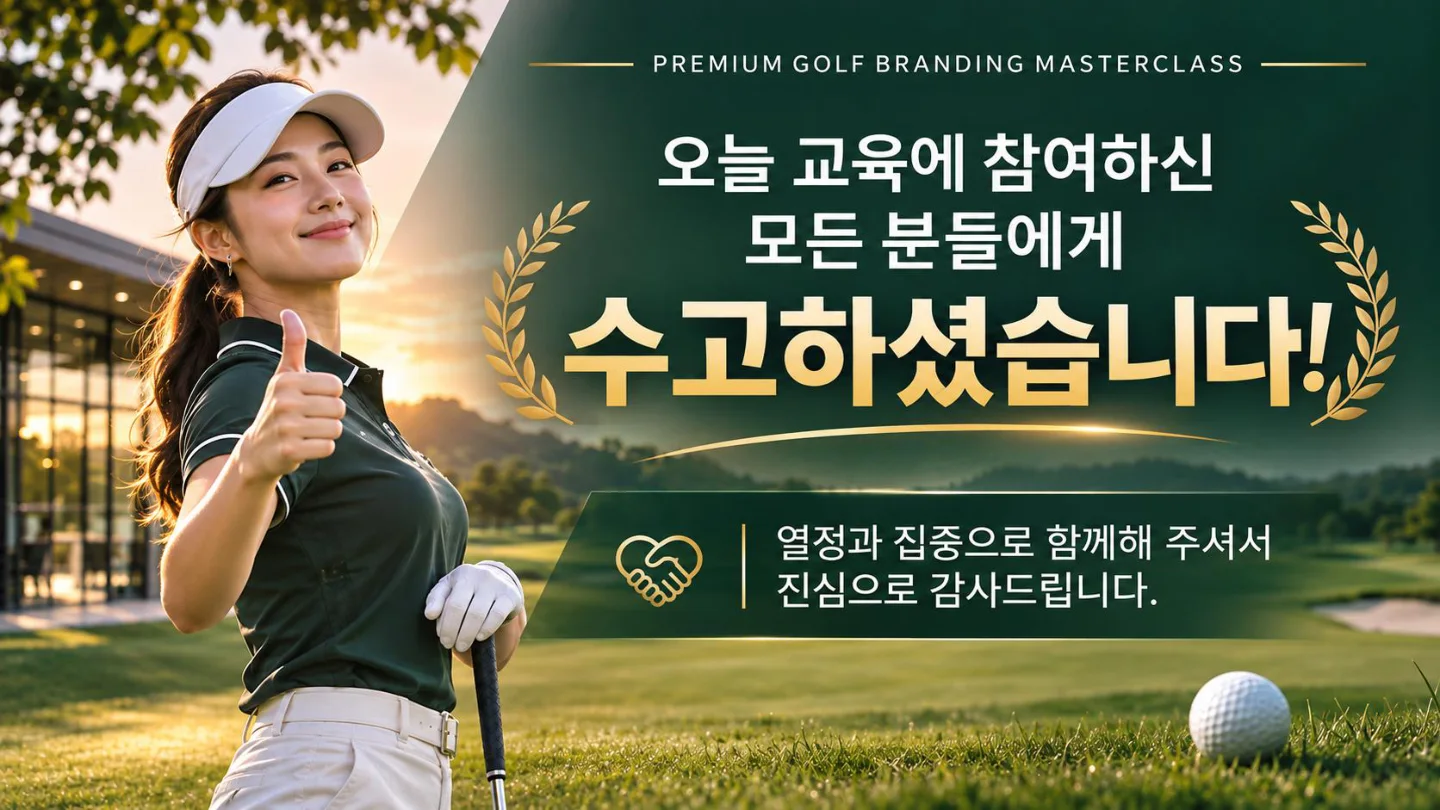 PREMIUM GOLF BRANDING MASTERCLASS
오늘 교육에 참여하신
모든 분들에게
수고하셨습니다!
열정과 집중으로 함께해 주셔서
진심으로 감사드립니다.